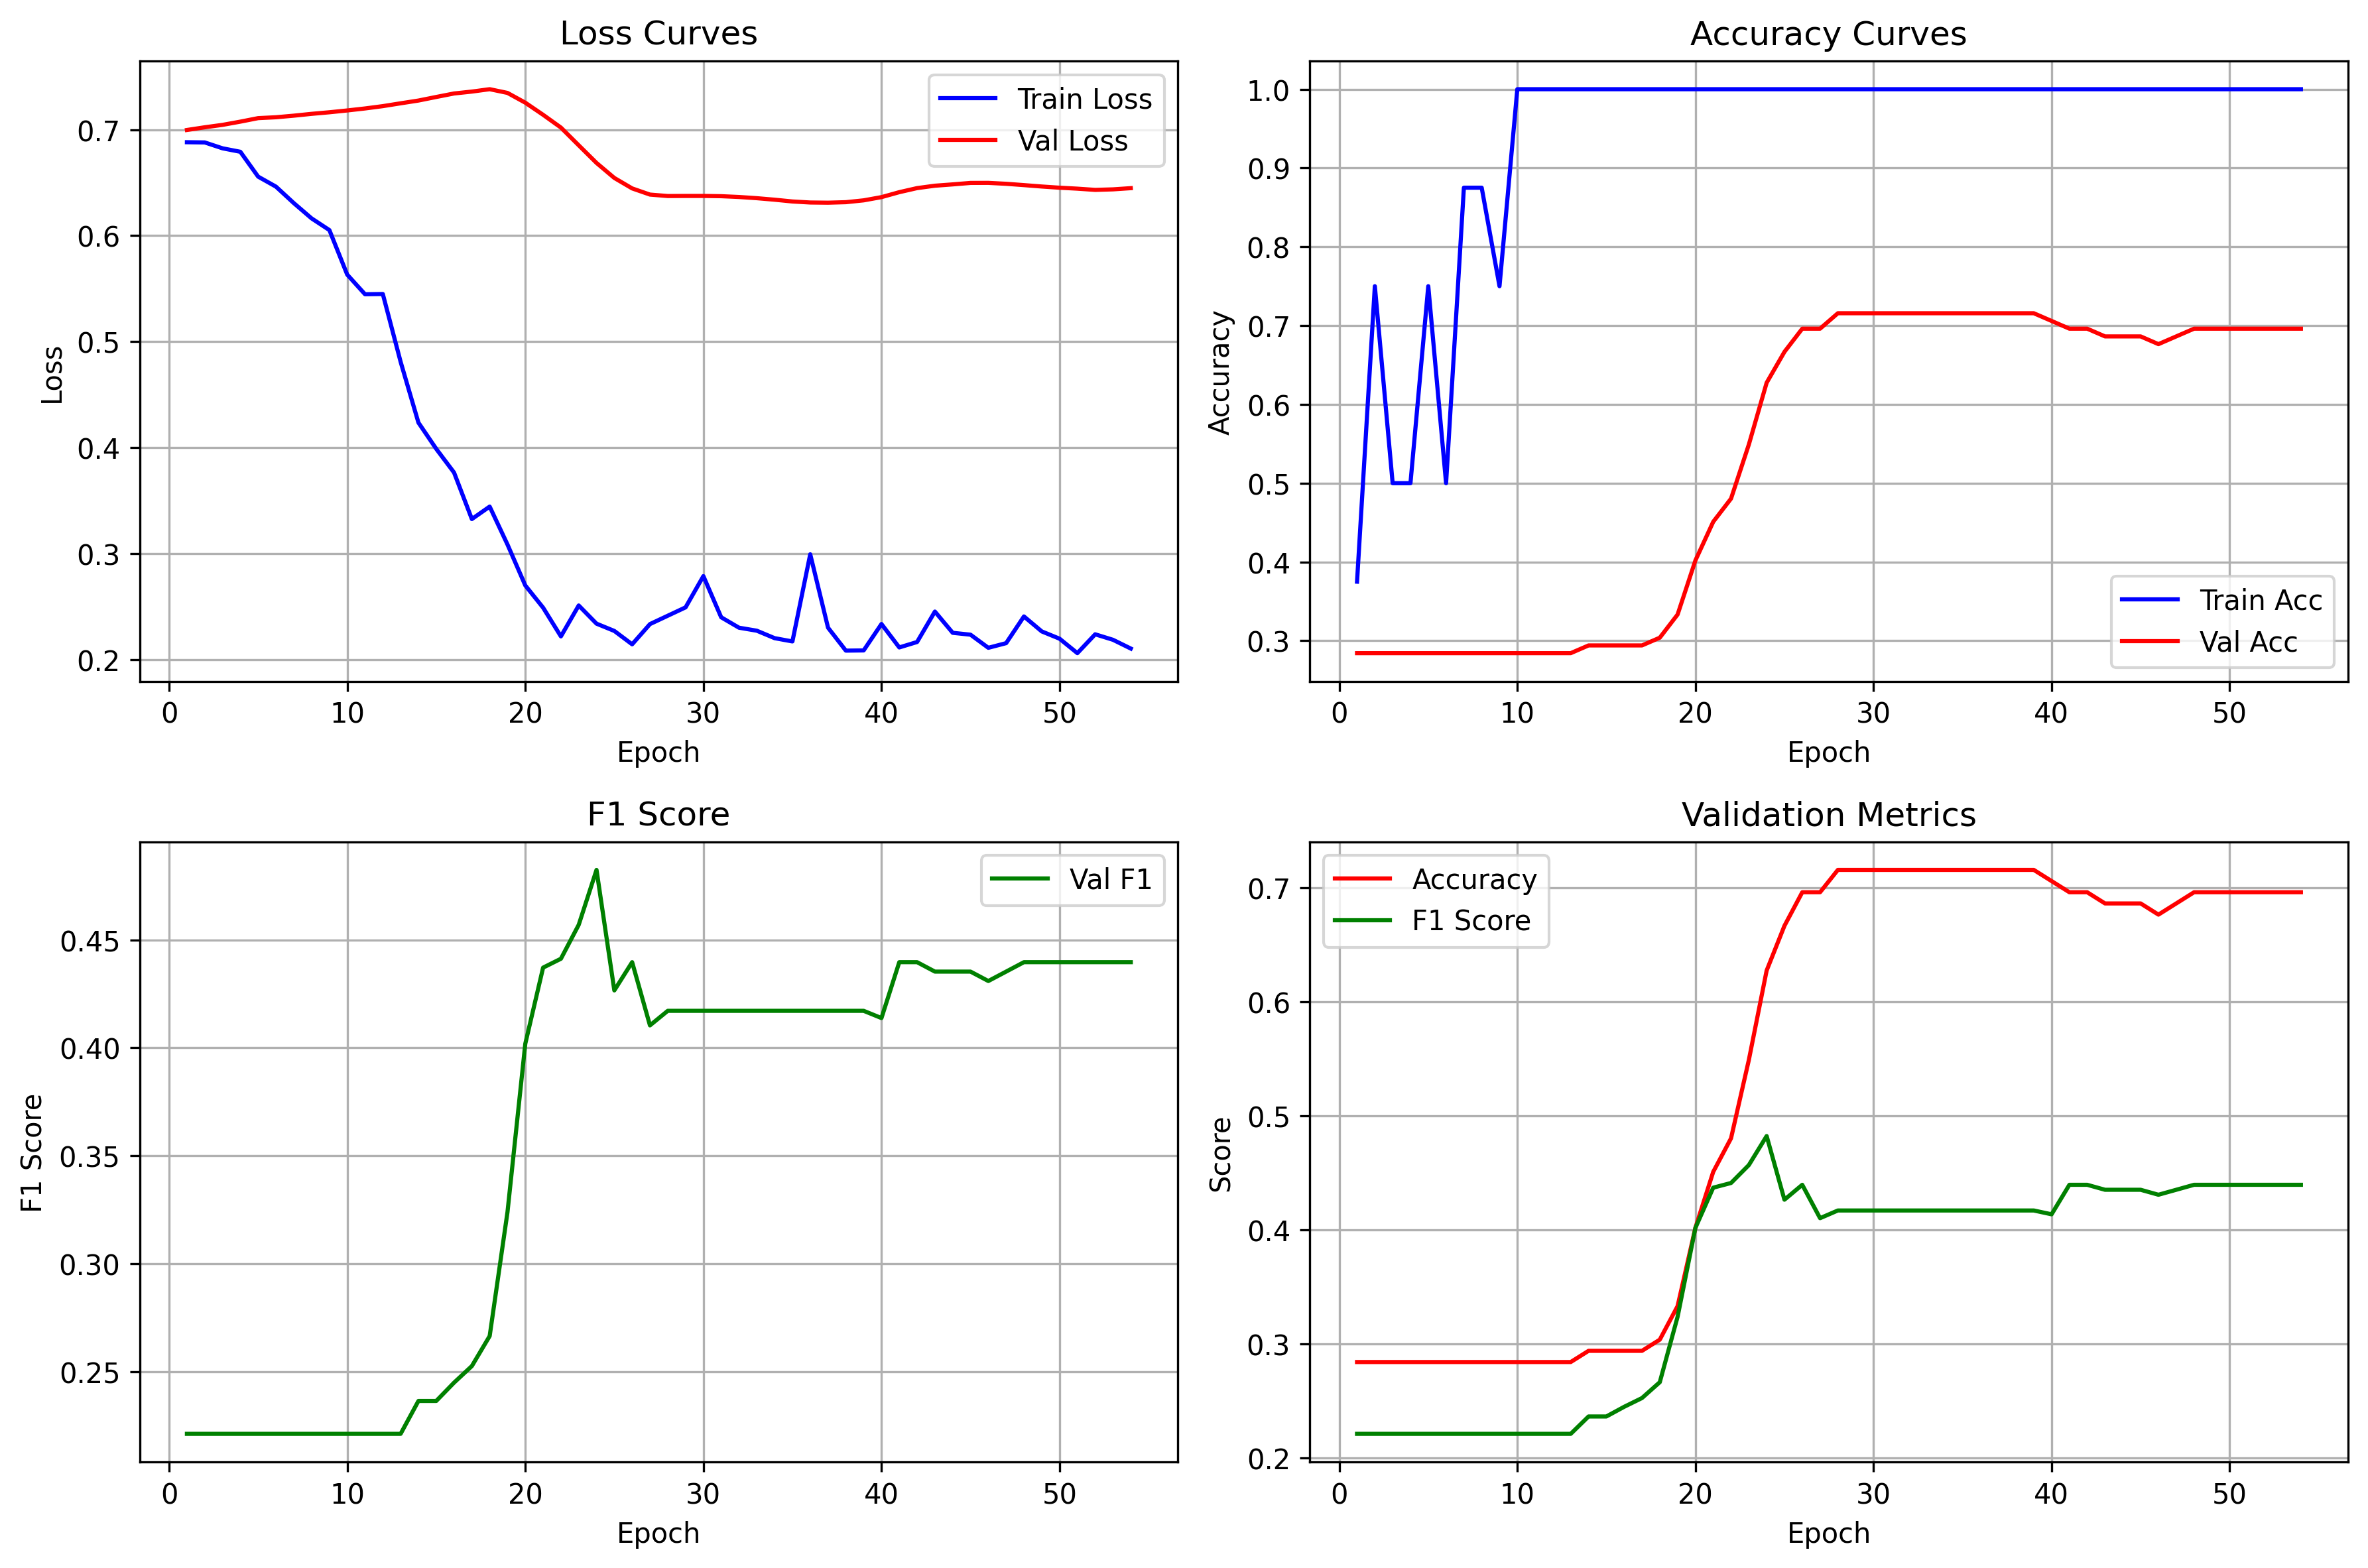 Loss Curves
Train Loss
Val Loss
0.7
0.6
0.5
0.4
0.3
0.2
Loss
0 10 20 30 40 50
Epoch
Accuracy Curves
1.0
0.9
0.8
0.7
0.6
0.5
0.4
0.3
Accuracy
Train Acc
Val Acc
0 10 20 30 40 50
Epoch
F1 Score
Val F1
0.45
0.40
0.35
0.30
0.25
F1 Score
0 10 20 30 40 50
Epoch
Validation Metrics
Accuracy
F1 Score
0.7
0.6
0.5
0.4
0.3
0.2
Score
0 10 20 30 40 50
Epoch